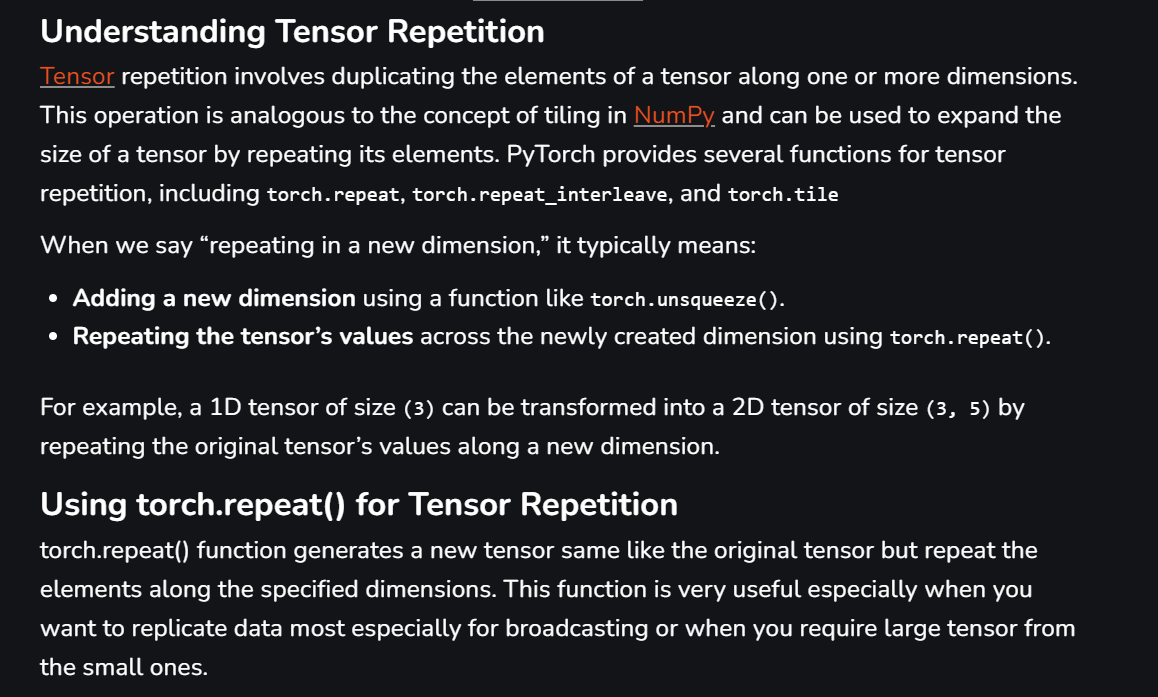 Understanding Tensor Repetition
Tensor repetition involves duplicating the elements of a tensor along one or more dimensions.
This operation is analogous to the concept of tiling in NumPy and can be used to expand the
size of a tensor by repeating its elements. PyTorch provides several functions for tensor
repetition, including torch.repeat, torch.repeat_interleave, and torch.tile
When we say “repeating in a new dimension,” it typically means:
• Adding a new dimension using a function like torch.unsqueeze().
• Repeating the tensor’s values across the newly created dimension using torch.repeat().
For example, a 1D tensor of size (3) can be transformed into a 2D tensor of size (3, 5) by
repeating the original tensor’s values along a new dimension.
Using torch.repeat() for Tensor Repetition
torch.repeat() function generates a new tensor same like the original tensor but repeat the
elements along the specified dimensions. This function is very useful especially when you
want to replicate data most especially for broadcasting or when you require large tensor from
the small ones.